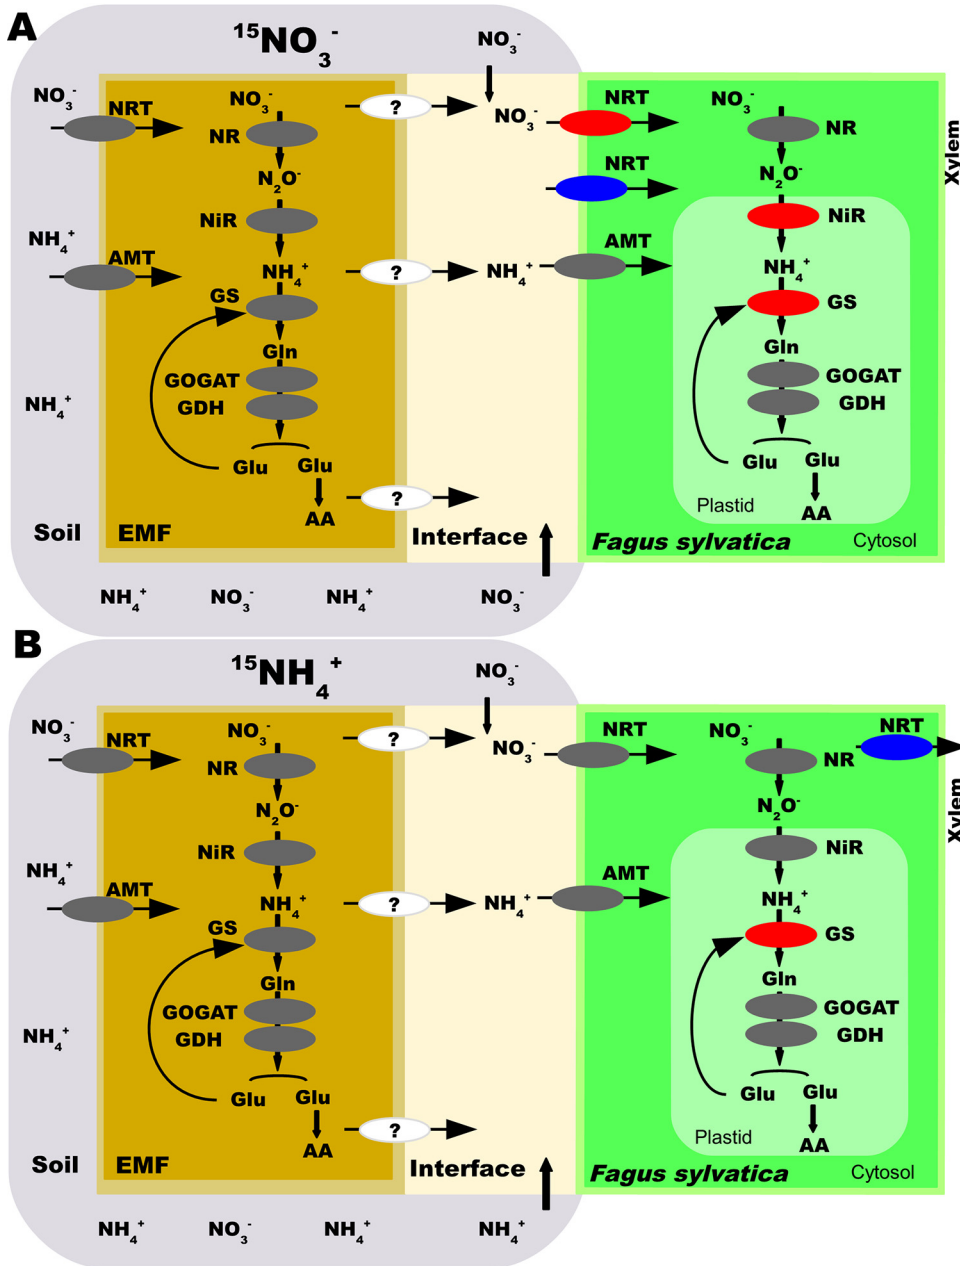 A
15NO3-
NO3-
NO3-
NRT
NO3-
NR
?
NO3-
NRT
NO3-
NR
Xylem
N2O-
NRT
N2O-
NiR
NiR
NH4+
AMT
NH4+
?
NH4+
AMT
NH4+
GS
GS
Gln
Gln
GOGAT
GOGAT
GDH
GDH
NH4+
Glu
Glu
Glu
Glu
?
AA
Plastid
AA
Soil
EMF
Interface
Fagus sylvatica
Cytosol
NH4+
NO3-
NH4+
NO3-
B
15NH4+
NO3-
NO3-
NRT
NO3-
NR
?
NO3-
NRT
NO3-
NR
NRT
Xylem
N2O-
N2O-
NiR
NiR
NH4+
AMT
NH4+
?
NH4+
AMT
NH4+
GS
GS
Gln
Gln
GOGAT
GOGAT
GDH
GDH
NH4+
Glu
Glu
Glu
Glu
?
AA
Plastid
AA
Soil
EMF
Interface
Fagus sylvatica
Cytosol
NH4+
NO3-
NH4+
NH4+